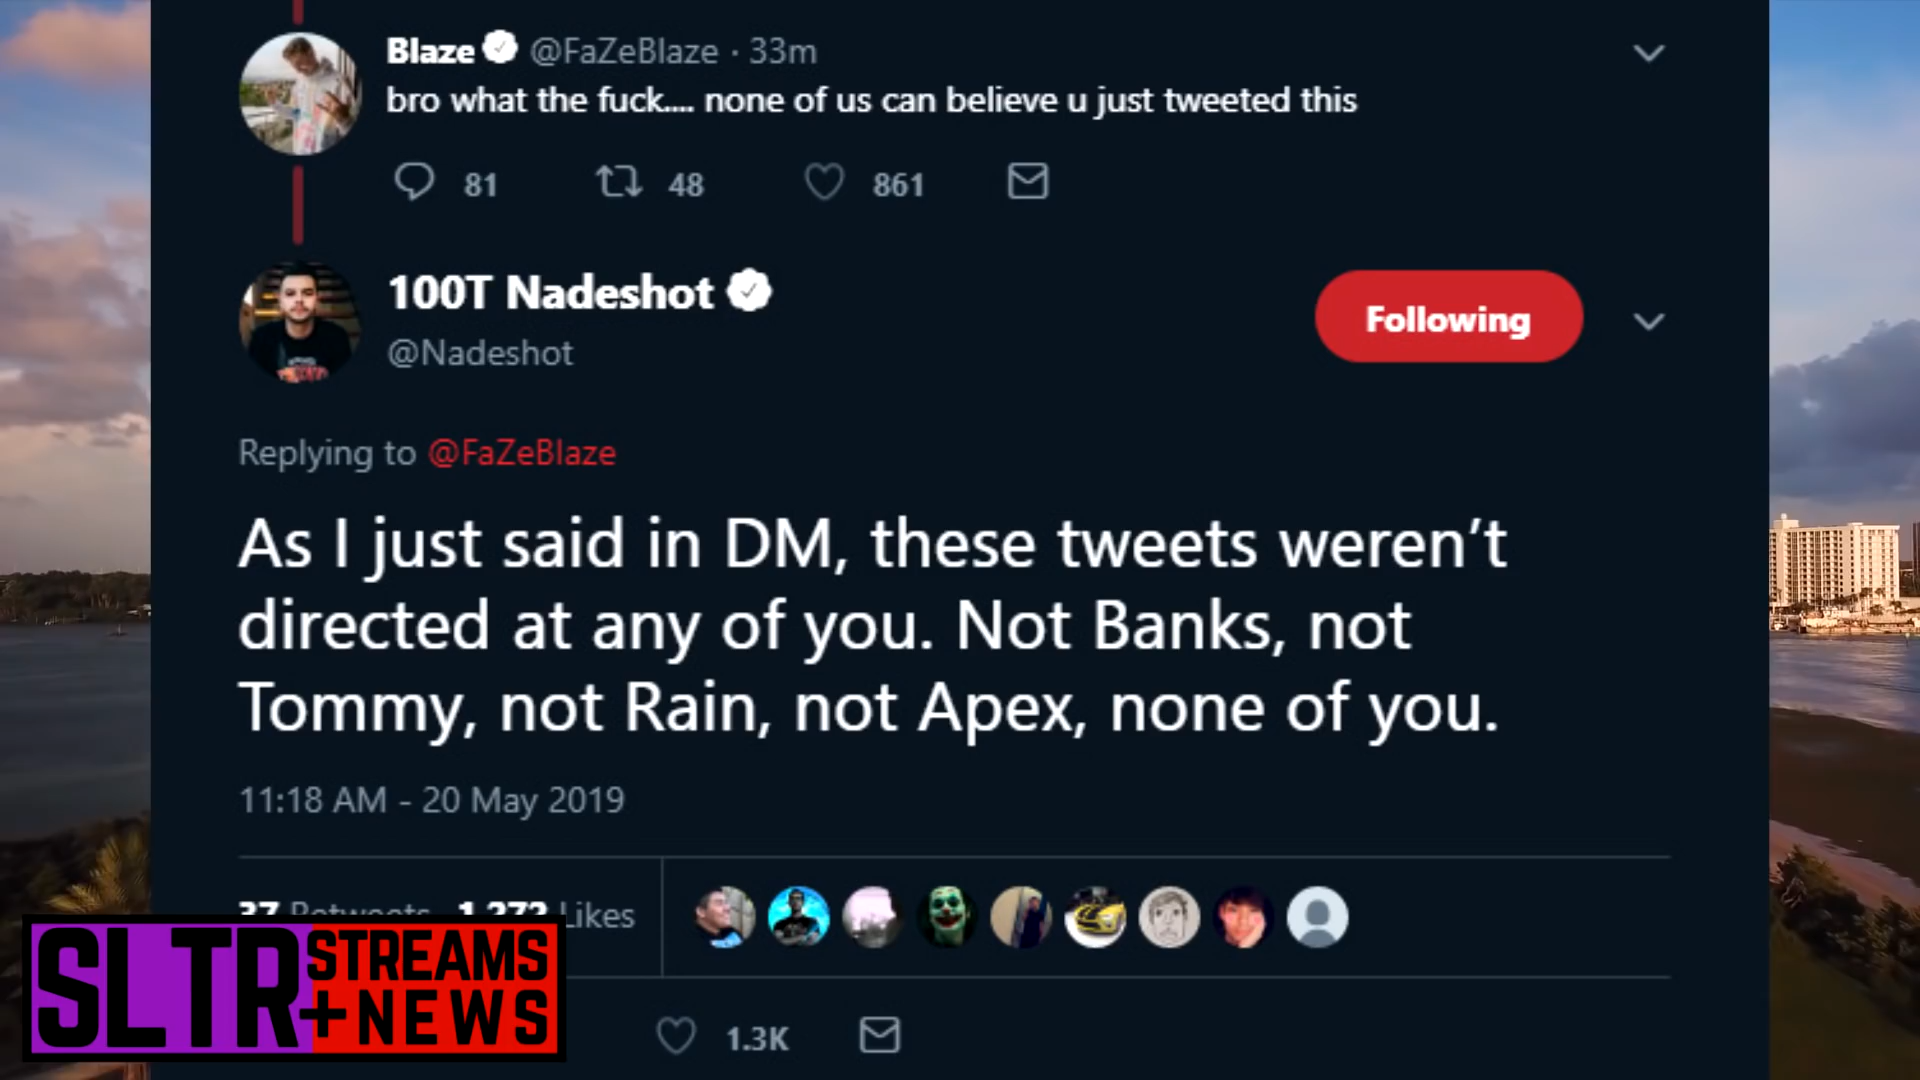 Blaze @FaZeBlaze · 33m
bro what the fuck.... none of us can believe u just tweeted this
81 48 861
100T Nadeshot
@Nadeshot
Following
Replying to @FaZeBlaze
As I just said in DM, these tweets weren’t
directed at any of you. Not Banks, not
Tommy, not Rain, not Apex, none of you.
11:18 AM - 20 May 2019
37 Retweets 1,272 Likes
SLTR STREAMS
+NEWS
1.3K